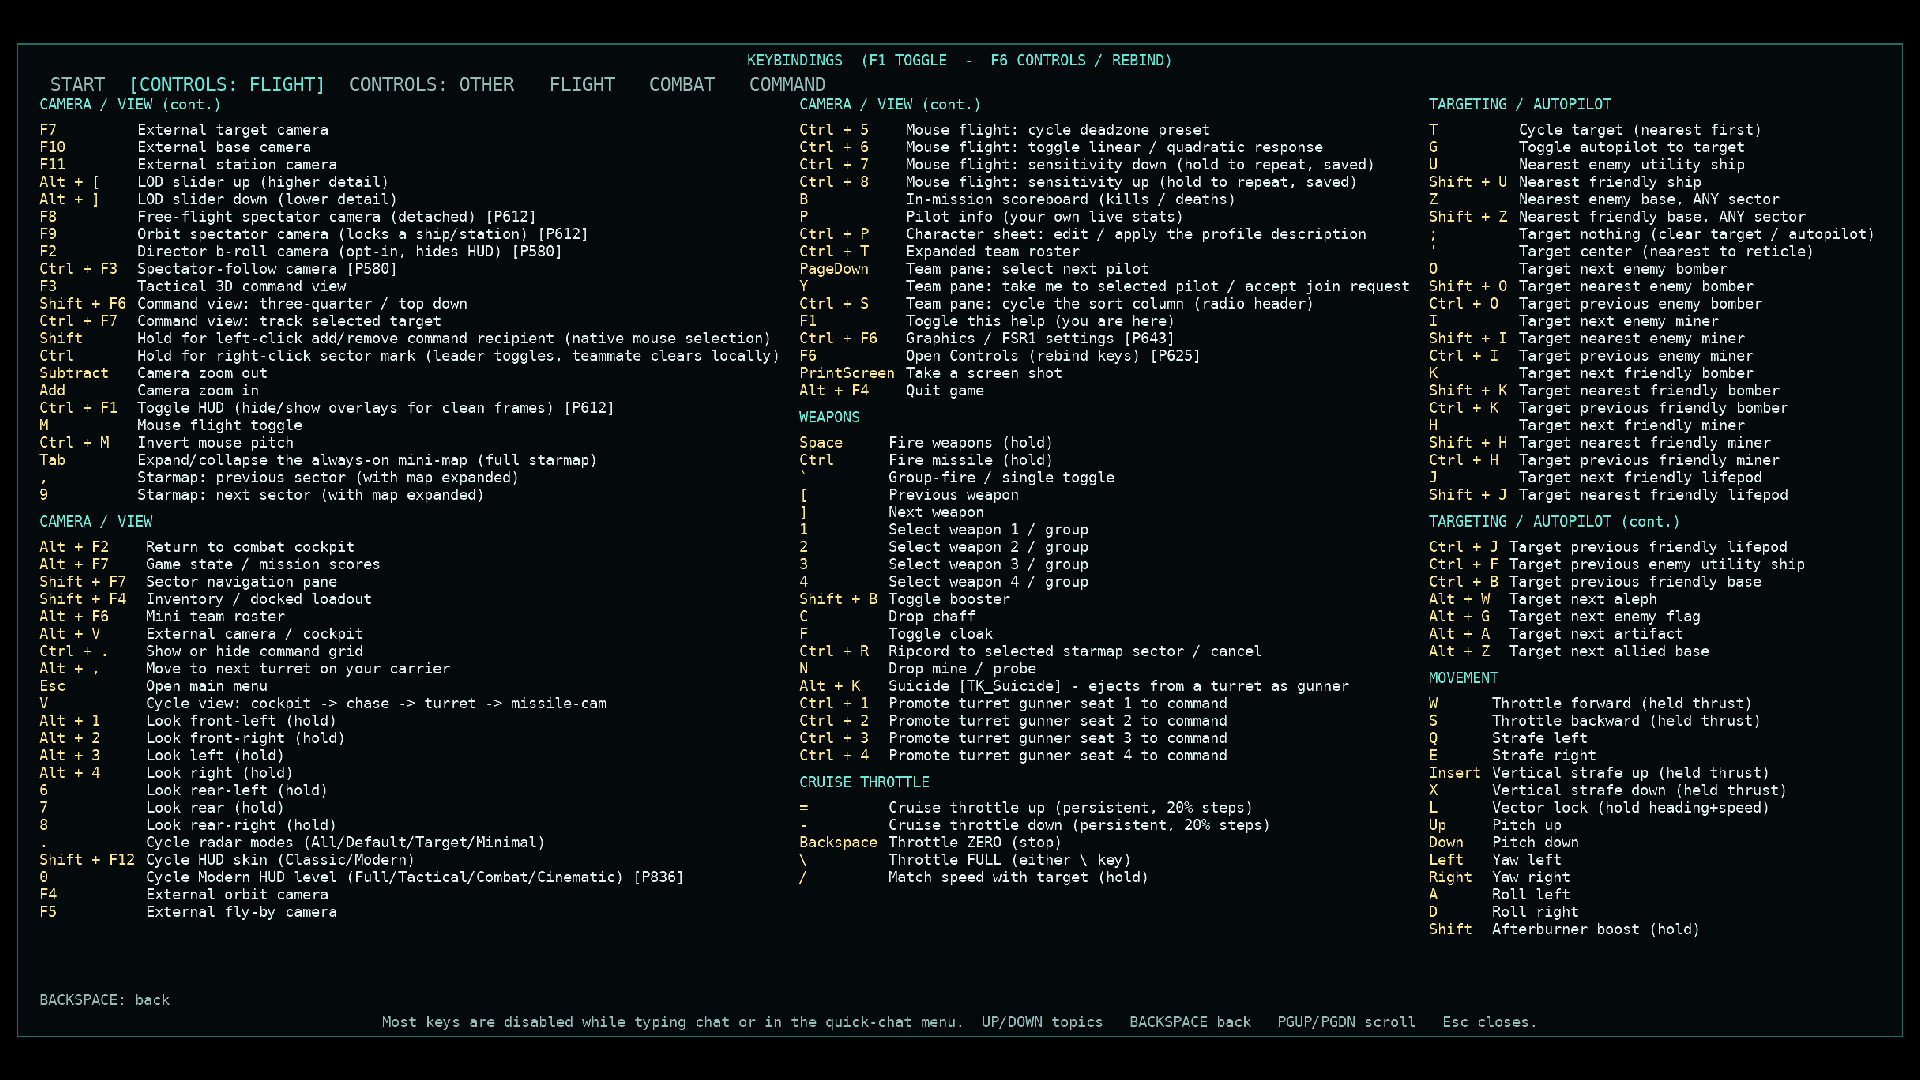 KEYBINDINGS (F1 TOGGLE - F6 CONTROLS / REBIND)
START [CONTROLS: FLIGHT] CONTROLS: OTHER FLIGHT COMBAT COMMAND
CAMERA / VIEW (cont.)
F7 External target camera
F10 External base camera
F11 External station camera
Alt + [ LOD slider up (higher detail)
Alt + ] LOD slider down (lower detail)
F8 Free-flight spectator camera (detached) [P612]
F9 Orbit spectator camera (locks a ship/station) [P612]
F2 Director b-roll camera (opt-in, hides HUD) [P580]
Ctrl + F3 Spectator-follow camera [P580]
F3 Tactical 3D command view
Shift + F6 Command view: three-quarter / top down
Ctrl + F7 Command view: track selected target
Shift Hold for left-click add/remove command recipient (native mouse selection)
Ctrl Hold for right-click sector mark (leader toggles, teammate clears locally)
Subtract Camera zoom out
Add Camera zoom in
Ctrl + F1 Toggle HUD (hide/show overlays for clean frames) [P612]
M Mouse flight toggle
Ctrl + M Invert mouse pitch
Tab Expand/collapse the always-on mini-map (full starmap)
, Starmap: previous sector (with map expanded)
9 Starmap: next sector (with map expanded)
CAMERA / VIEW
Alt + F2 Return to combat cockpit
Alt + F7 Game state / mission scores
Shift + F7 Sector navigation pane
Shift + F4 Inventory / docked loadout
Alt + F6 Mini team roster
Alt + V External camera / cockpit
Ctrl + . Show or hide command grid
Alt + , Move to next turret on your carrier
Esc Open main menu
V Cycle view: cockpit -> chase -> turret -> missile-cam
Alt + 1 Look front-left (hold)
Alt + 2 Look front-right (hold)
Alt + 3 Look left (hold)
Alt + 4 Look right (hold)
6 Look rear-left (hold)
7 Look rear (hold)
8 Look rear-right (hold)
. Cycle radar modes (All/Default/Target/Minimal)
Shift + F12 Cycle HUD skin (Classic/Modern)
0 Cycle Modern HUD level (Full/Tactical/Combat/Cinematic) [P836]
F4 External orbit camera
F5 External fly-by camera
CAMERA / VIEW (cont.)
Ctrl + 5 Mouse flight: cycle deadzone preset
Ctrl + 6 Mouse flight: toggle linear / quadratic response
Ctrl + 7 Mouse flight: sensitivity down (hold to repeat, saved)
Ctrl + 8 Mouse flight: sensitivity up (hold to repeat, saved)
B In-mission scoreboard (kills / deaths)
P Pilot info (your own live stats)
Ctrl + P Character sheet: edit / apply the profile description
Ctrl + T Expanded team roster
PageDown Team pane: select next pilot
Y Team pane: take me to selected pilot / accept join request
Ctrl + S Team pane: cycle the sort column (radio header)
F1 Toggle this help (you are here)
Ctrl + F6 Graphics / FSR1 settings [P643]
F6 Open Controls (rebind keys) [P625]
PrintScreen Take a screen shot
Alt + F4 Quit game
WEAPONS
Space Fire weapons (hold)
Ctrl Fire missile (hold)
` Group-fire / single toggle
[ Previous weapon
] Next weapon
1 Select weapon 1 / group
2 Select weapon 2 / group
3 Select weapon 3 / group
4 Select weapon 4 / group
Shift + B Toggle booster
C Drop chaff
F Toggle cloak
Ctrl + R Ripcord to selected starmap sector / cancel
N Drop mine / probe
Alt + K Suicide [TK_Suicide] - ejects from a turret as gunner
Ctrl + 1 Promote turret gunner seat 1 to command
Ctrl + 2 Promote turret gunner seat 2 to command
Ctrl + 3 Promote turret gunner seat 3 to command
Ctrl + 4 Promote turret gunner seat 4 to command
CRUISE THROTTLE
= Cruise throttle up (persistent, 20% steps)
- Cruise throttle down (persistent, 20% steps)
Backspace Throttle ZERO (stop)
\ Throttle FULL (either \ key)
/ Match speed with target (hold)
TARGETING / AUTOPILOT
T Cycle target (nearest first)
G Toggle autopilot to target
U Nearest enemy utility ship
Shift + U Nearest friendly ship
Z Nearest enemy base, ANY sector
Shift + Z Nearest friendly base, ANY sector
; Target nothing (clear target / autopilot)
' Target center (nearest to reticle)
O Target next enemy bomber
Shift + O Target nearest enemy bomber
Ctrl + O Target previous enemy bomber
I Target next enemy miner
Shift + I Target nearest enemy miner
Ctrl + I Target previous enemy miner
K Target next friendly bomber
Shift + K Target nearest friendly bomber
Ctrl + K Target previous friendly bomber
H Target next friendly miner
Shift + H Target nearest friendly miner
Ctrl + H Target previous friendly miner
J Target next friendly lifepod
Shift + J Target nearest friendly lifepod
TARGETING / AUTOPILOT (cont.)
Ctrl + J Target previous friendly lifepod
Ctrl + F Target previous enemy utility ship
Ctrl + B Target previous friendly base
Alt + W Target next aleph
Alt + G Target next enemy flag
Alt + A Target next artifact
Alt + Z Target next allied base
MOVEMENT
W Throttle forward (held thrust)
S Throttle backward (held thrust)
Q Strafe left
E Strafe right
Insert Vertical strafe up (held thrust)
X Vertical strafe down (held thrust)
L Vector lock (hold heading+speed)
Up Pitch up
Down Pitch down
Left Yaw left
Right Yaw right
A Roll left
D Roll right
Shift Afterburner boost (hold)
BACKSPACE: back
Most keys are disabled while typing chat or in the quick-chat menu. UP/DOWN topics BACKSPACE back PGUP/PGDN scroll Esc closes.